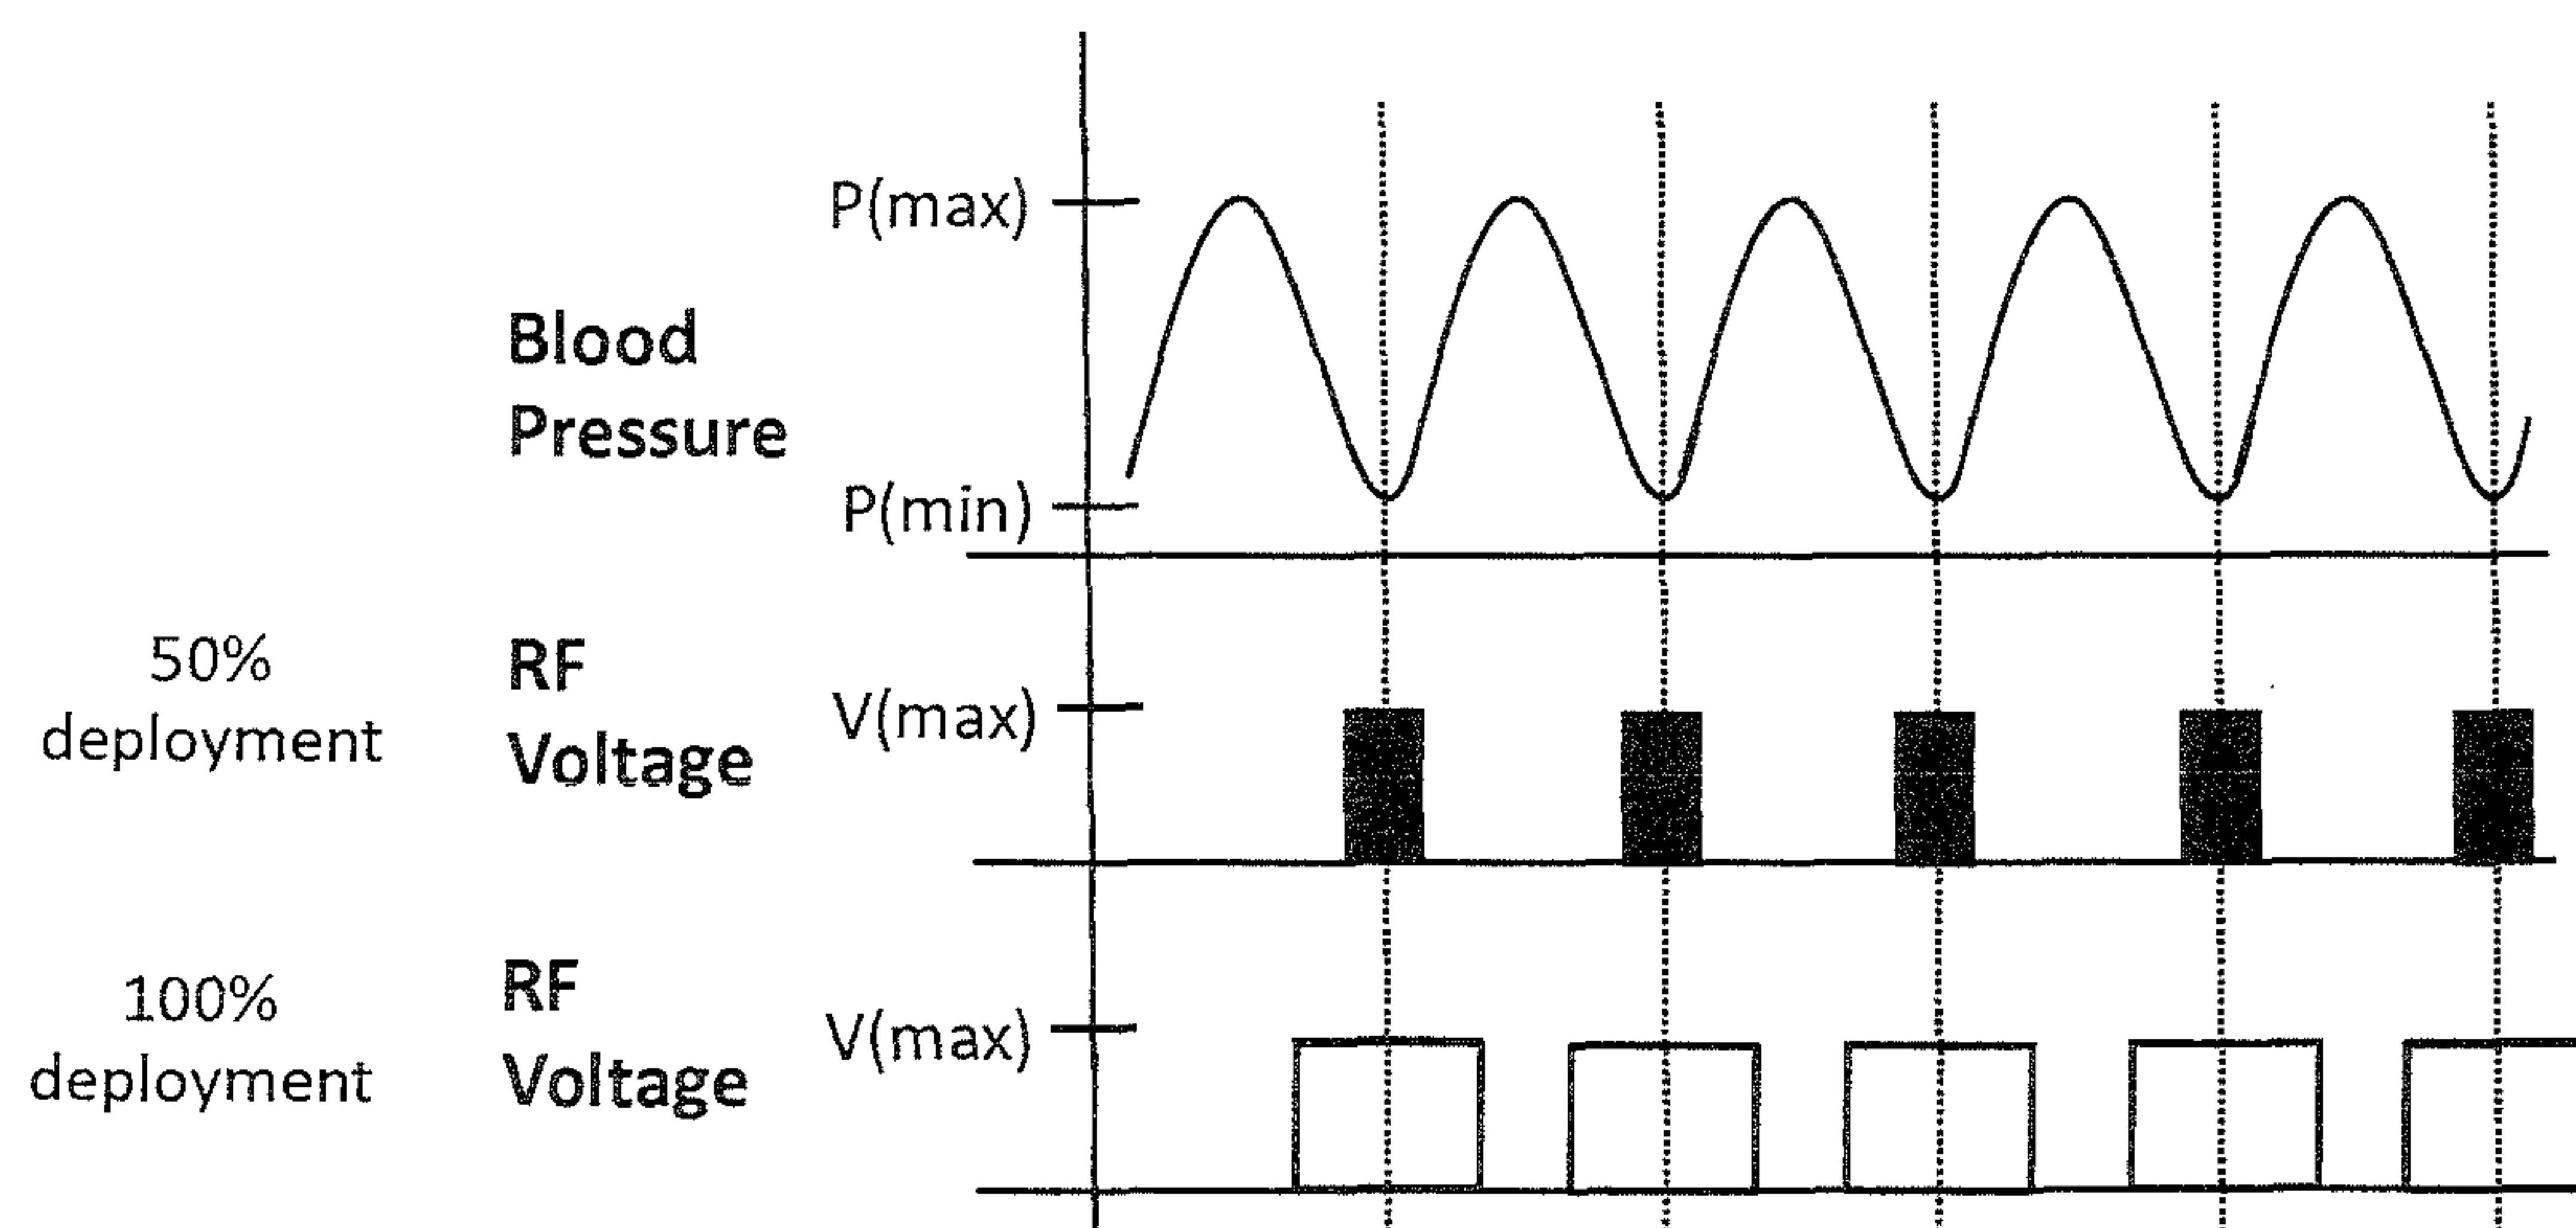 P(max)
Blood
Pressure
P(min)
50%
deployment
RF
Voltage
V(max)
100%
deployment
RF
Voltage
V(max)